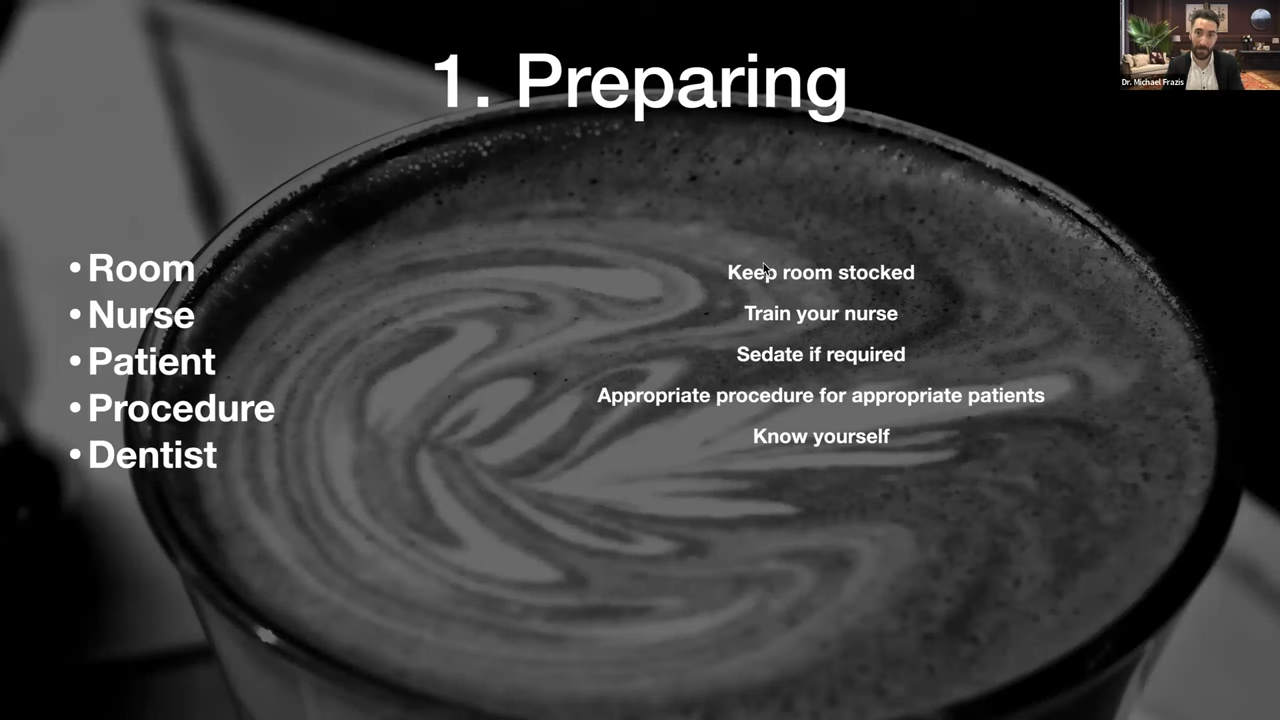 1. Preparing
Dr. Michael Frazis
• Room
• Nurse
• Patient
• Procedure
• Dentist
Keep room stocked
Train your nurse
Sedate if required
Appropriate procedure for appropriate patients
Know yourself